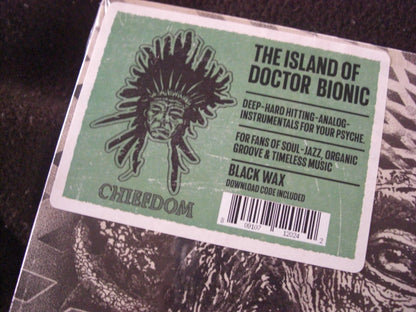 THE ISLAND OF
DOCTOR BIONIC
DEEP-HARD HITTING-ANALOG-
INSTRUMENTALS FOR YOUR PSYCHE.
FOR FANS OF SOUL-JAZZ, ORGANIC
GROOVE & TIMELESS MUSIC
BLACK WAX
DOWNLOAD CODE INCLUDED
CHIEFDOM